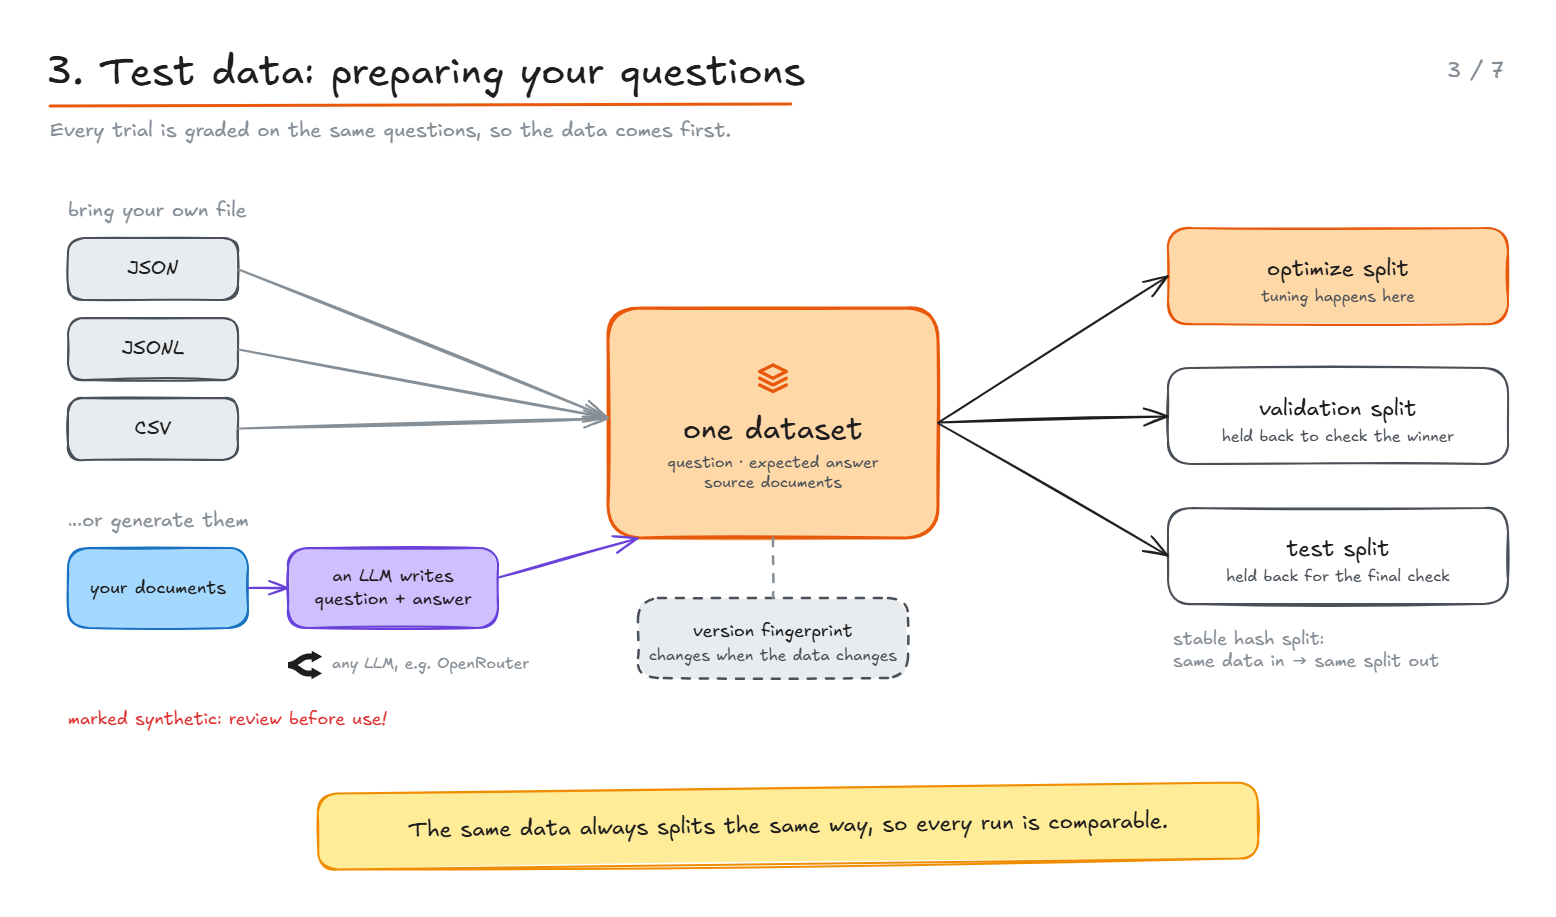 3. Test data: preparing your questions
3 / 7
Every trial is graded on the same questions, so the data comes first.
bring your own file
JSON
JSONL
CSV
...or generate them
your documents
an LLM writes
question + answer
any LLM, e.g. OpenRouter
marked synthetic: review before use!
one dataset
question · expected answer
source documents
version fingerprint
changes when the data changes
optimize split
tuning happens here
validation split
held back to check the winner
test split
held back for the final check
stable hash split:
same data in → same split out
The same data always splits the same way, so every run is comparable.